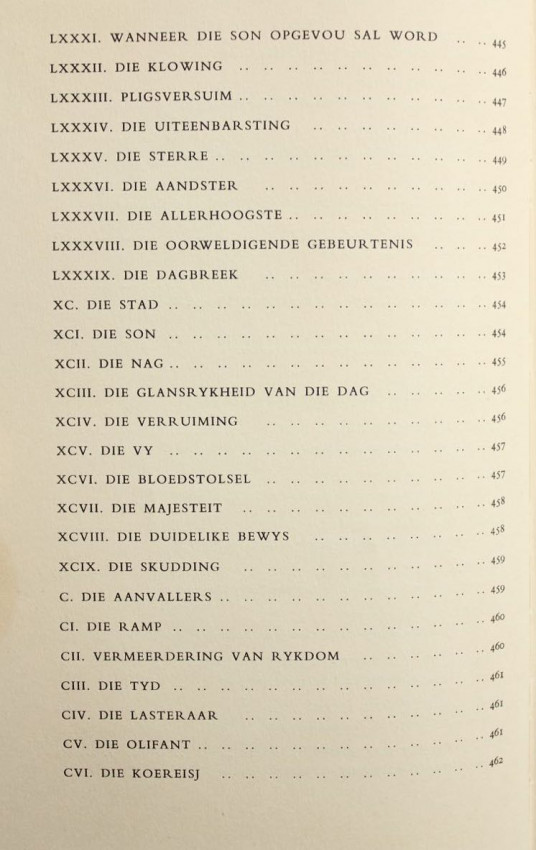 LXXXI. WANNEER DIE SON OPGEVOU SAL WORD .. .. 445
LXXXII. DIE KLOWING .. .. .. .. .. .. .. .. .. .. .. 446
LXXXIII. PLIGSVERSUIM .. .. .. .. .. .. .. .. .. .. .. 447
LXXXIV. DIE UITEENBARSTING .. .. .. .. .. .. .. .. 448
LXXXV. DIE STERRE .. .. .. .. .. .. .. .. .. .. .. .. 449
LXXXVI. DIE AANDSTER .. .. .. .. .. .. .. .. .. .. 450
LXXXVII. DIE ALLERHOOGSTE .. .. .. .. .. .. .. .. .. 451
LXXXVIII. DIE OORWELDIGENDE GEBEURTENIS .. .. .. 452
LXXXIX. DIE DAGBREEK .. .. .. .. .. .. .. .. .. .. 453
XC. DIE STAD .. .. .. .. .. .. .. .. .. .. .. .. .. .. 454
XCI. DIE SON .. .. .. .. .. .. .. .. .. .. .. .. .. .. 454
XCII. DIE NAG .. .. .. .. .. .. .. .. .. .. .. .. .. .. 455
XCIII. DIE GLANSRYKHEID VAN DIE DAG .. .. .. .. .. 456
XCIV. DIE VERRUIMING .. .. .. .. .. .. .. .. .. .. 456
XCV. DIE VY .. .. .. .. .. .. .. .. .. .. .. .. .. .. 457
XCVI. DIE BLOEDSTOLSEL .. .. .. .. .. .. .. .. .. .. 457
XCVII. DIE MAJESTEIT .. .. .. .. .. .. .. .. .. .. .. 458
XCVIII. DIE DUIDELIKE BEWYS .. .. .. .. .. .. .. .. 458
XCIX. DIE SKUDDING .. .. .. .. .. .. .. .. .. .. .. 459
C. DIE AANVALLERS .. .. .. .. .. .. .. .. .. .. .. .. 459
CI. DIE RAMP .. .. .. .. .. .. .. .. .. .. .. .. .. .. 460
CII. VERMEERDERING VAN RYKDOM .. .. .. .. .. .. 460
CIII. DIE TYD .. .. .. .. .. .. .. .. .. .. .. .. .. .. 461
CIV. DIE LASTERAAR .. .. .. .. .. .. .. .. .. .. .. 461
CV. DIE OLIFANT .. .. .. .. .. .. .. .. .. .. .. .. .. 461
CVI. DIE KOEREISJ .. .. .. .. .. .. .. .. .. .. .. .. 462